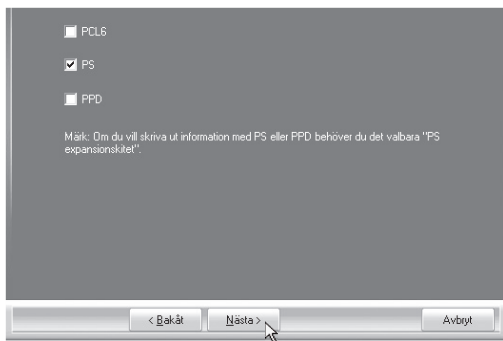 PCL6
PS
PPD
Märk: Om du vill skriva ut information med PS eller PPD behöver du det valbara "PS
expansionskitet".
< Bakåt
Nästa >
Avbryt